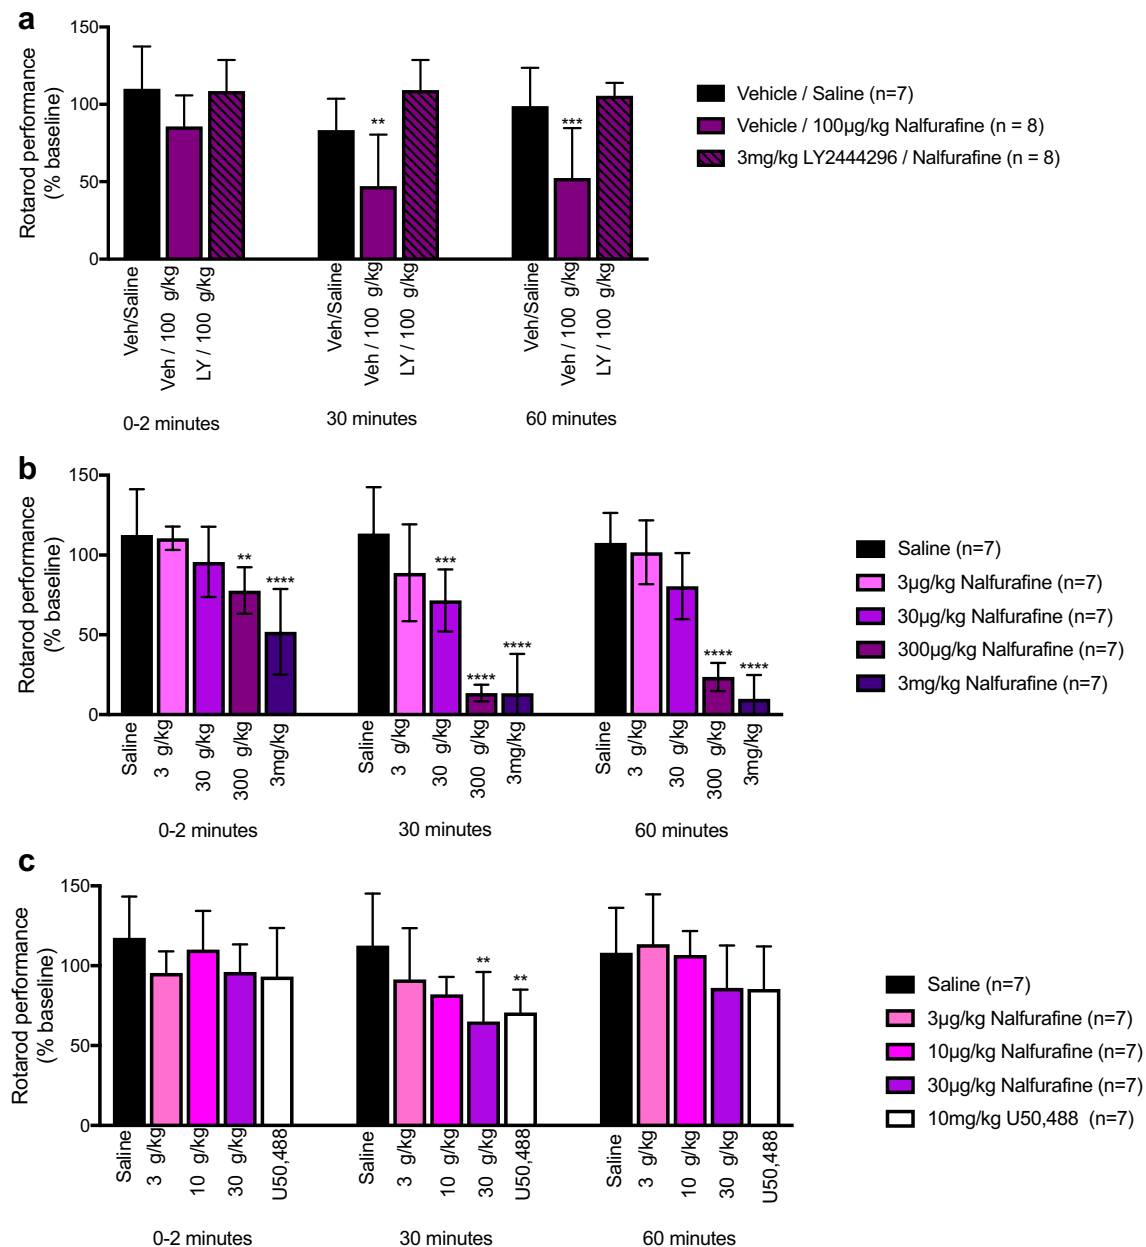 a
Rotarod performance
(% baseline)
150
100
50
0
**
***
Veh/Saline
Veh / 100 g/kg
LY / 100 g/kg
Veh/Saline
Veh / 100 g/kg
LY / 100 g/kg
Veh/Saline
Veh / 100 g/kg
LY / 100 g/kg
0-2 minutes
30 minutes
60 minutes
Vehicle / Saline (n=7)
Vehicle / 100µg/kg Nalfurafine (n = 8)
3mg/kg LY2444296 / Nalfurafine (n = 8)
b
Rotarod performance
(% baseline)
150
100
50
0
**
****
***
****
****
****
****
Saline
3 g/kg
30 g/kg
300 g/kg
3mg/kg
Saline
3 g/kg
30 g/kg
300 g/kg
3mg/kg
Saline
3 g/kg
30 g/kg
300 g/kg
3mg/kg
0-2 minutes
30 minutes
60 minutes
Saline (n=7)
3µg/kg Nalfurafine (n=7)
30µg/kg Nalfurafine (n=7)
300µg/kg Nalfurafine (n=7)
3mg/kg Nalfurafine (n=7)
c
Rotarod performance
(% baseline)
150
100
50
0
**
**
Saline
3 g/kg
10 g/kg
30 g/kg
U50,488
Saline
3 g/kg
10 g/kg
30 g/kg
U50,488
Saline
3 g/kg
10 g/kg
30 g/kg
U50,488
0-2 minutes
30 minutes
60 minutes
Saline (n=7)
3µg/kg Nalfurafine (n=7)
10µg/kg Nalfurafine (n=7)
30µg/kg Nalfurafine (n=7)
10mg/kg U50,488 (n=7)